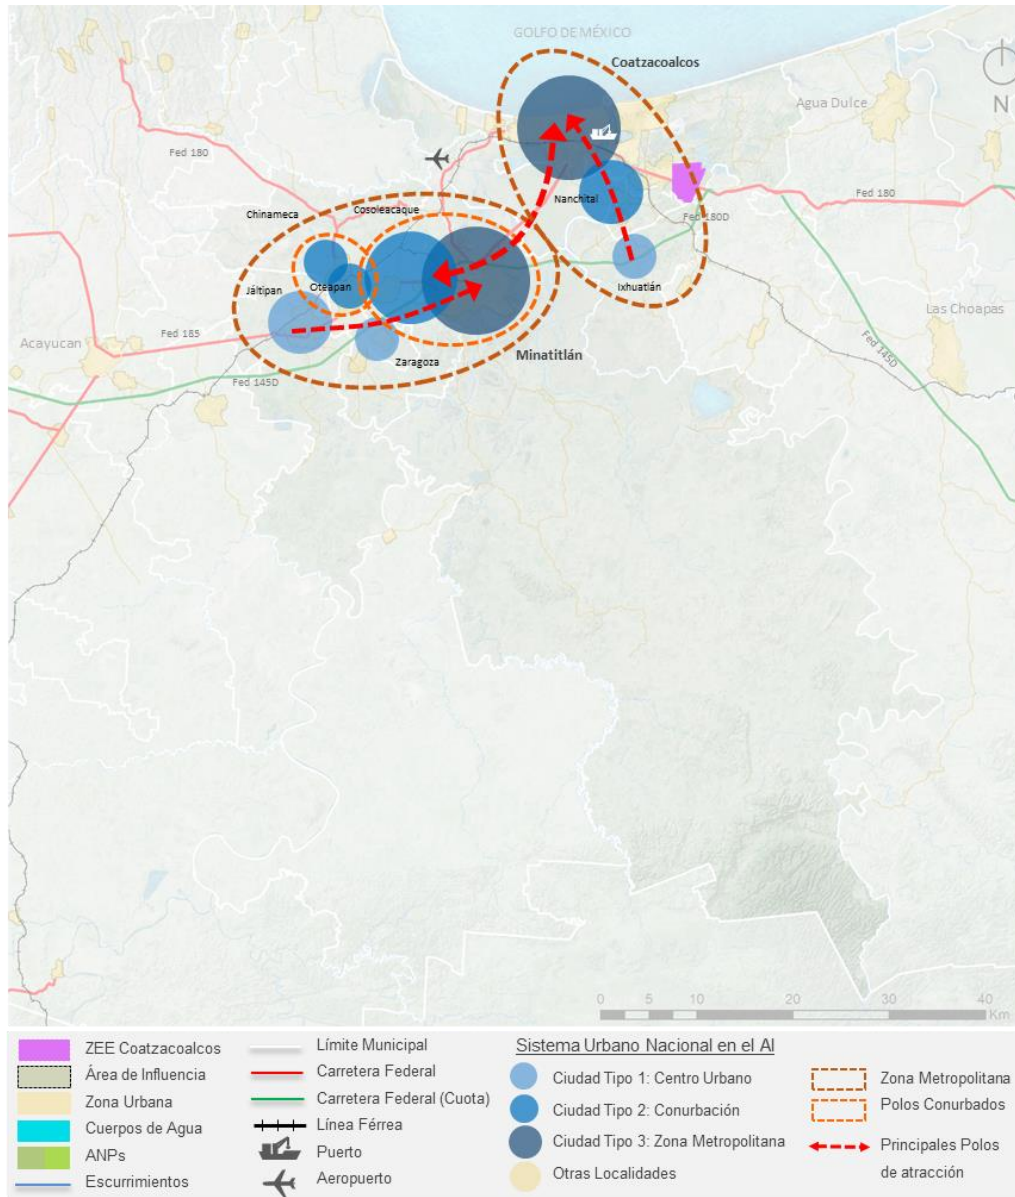 GOLFO DE MÉXICO
Coatzacoalcos
N
Agua Dulce
Fed 180
Fed 180
Nanchital
Chinameca
Cosoleacaque
Fed 180D
Jáltipan
Oteapan
Ixhuatlán
Las Choapas
Fed 185
Acayucan
Minatitlán
Zaragoza
Fed 145D
Fed 145D
0 5 10 20 30 40
Km
ZEE Coatzacoalcos
Área de Influencia
Zona Urbana
Cuerpos de Agua
ANPs
Escurrimientos
Límite Municipal
Carretera Federal
Carretera Federal (Cuota)
Línea Férrea
Puerto
Aeropuerto
Sistema Urbano Nacional en el AI
Ciudad Tipo 1: Centro Urbano
Ciudad Tipo 2: Conurbación
Ciudad Tipo 3: Zona Metropolitana
Otras Localidades
Zona Metropolitana
Polos Conurbados
Principales Polos
de atracción